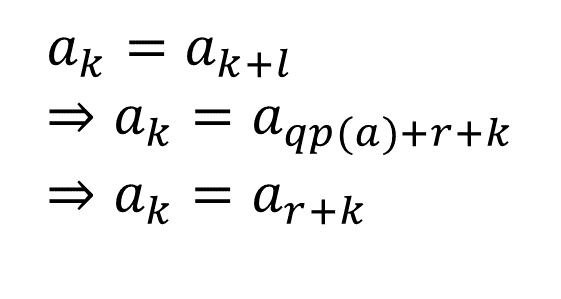 a_k = a_{k+l}
⇒ a_k = a_{qp(a)+r+k}
⇒ a_k = a_{r+k}